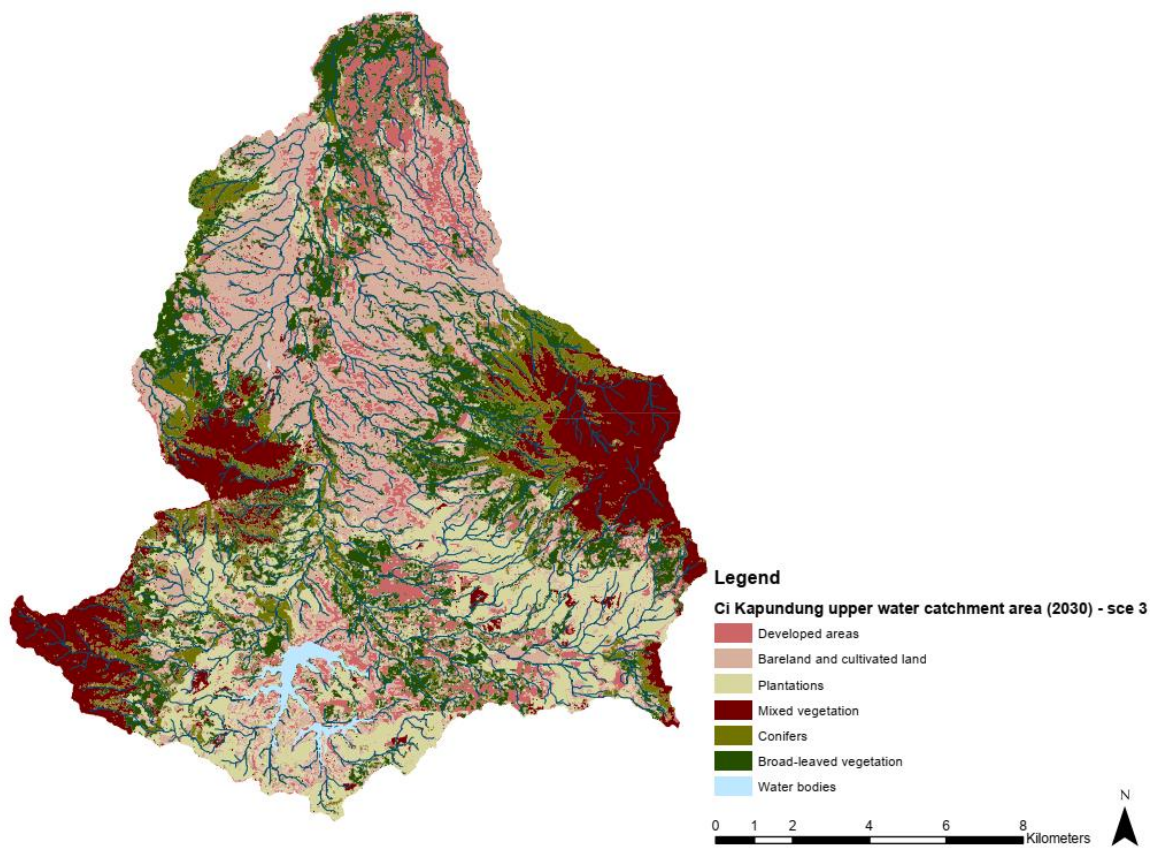 Legend
Ci Kapundung upper water catchment area (2030) - sce 3
Developed areas
Bareland and cultivated land
Plantations
Mixed vegetation
Conifers
Broad-leaved vegetation
Water bodies
N
0 1 2 4 6 8
Kilometers